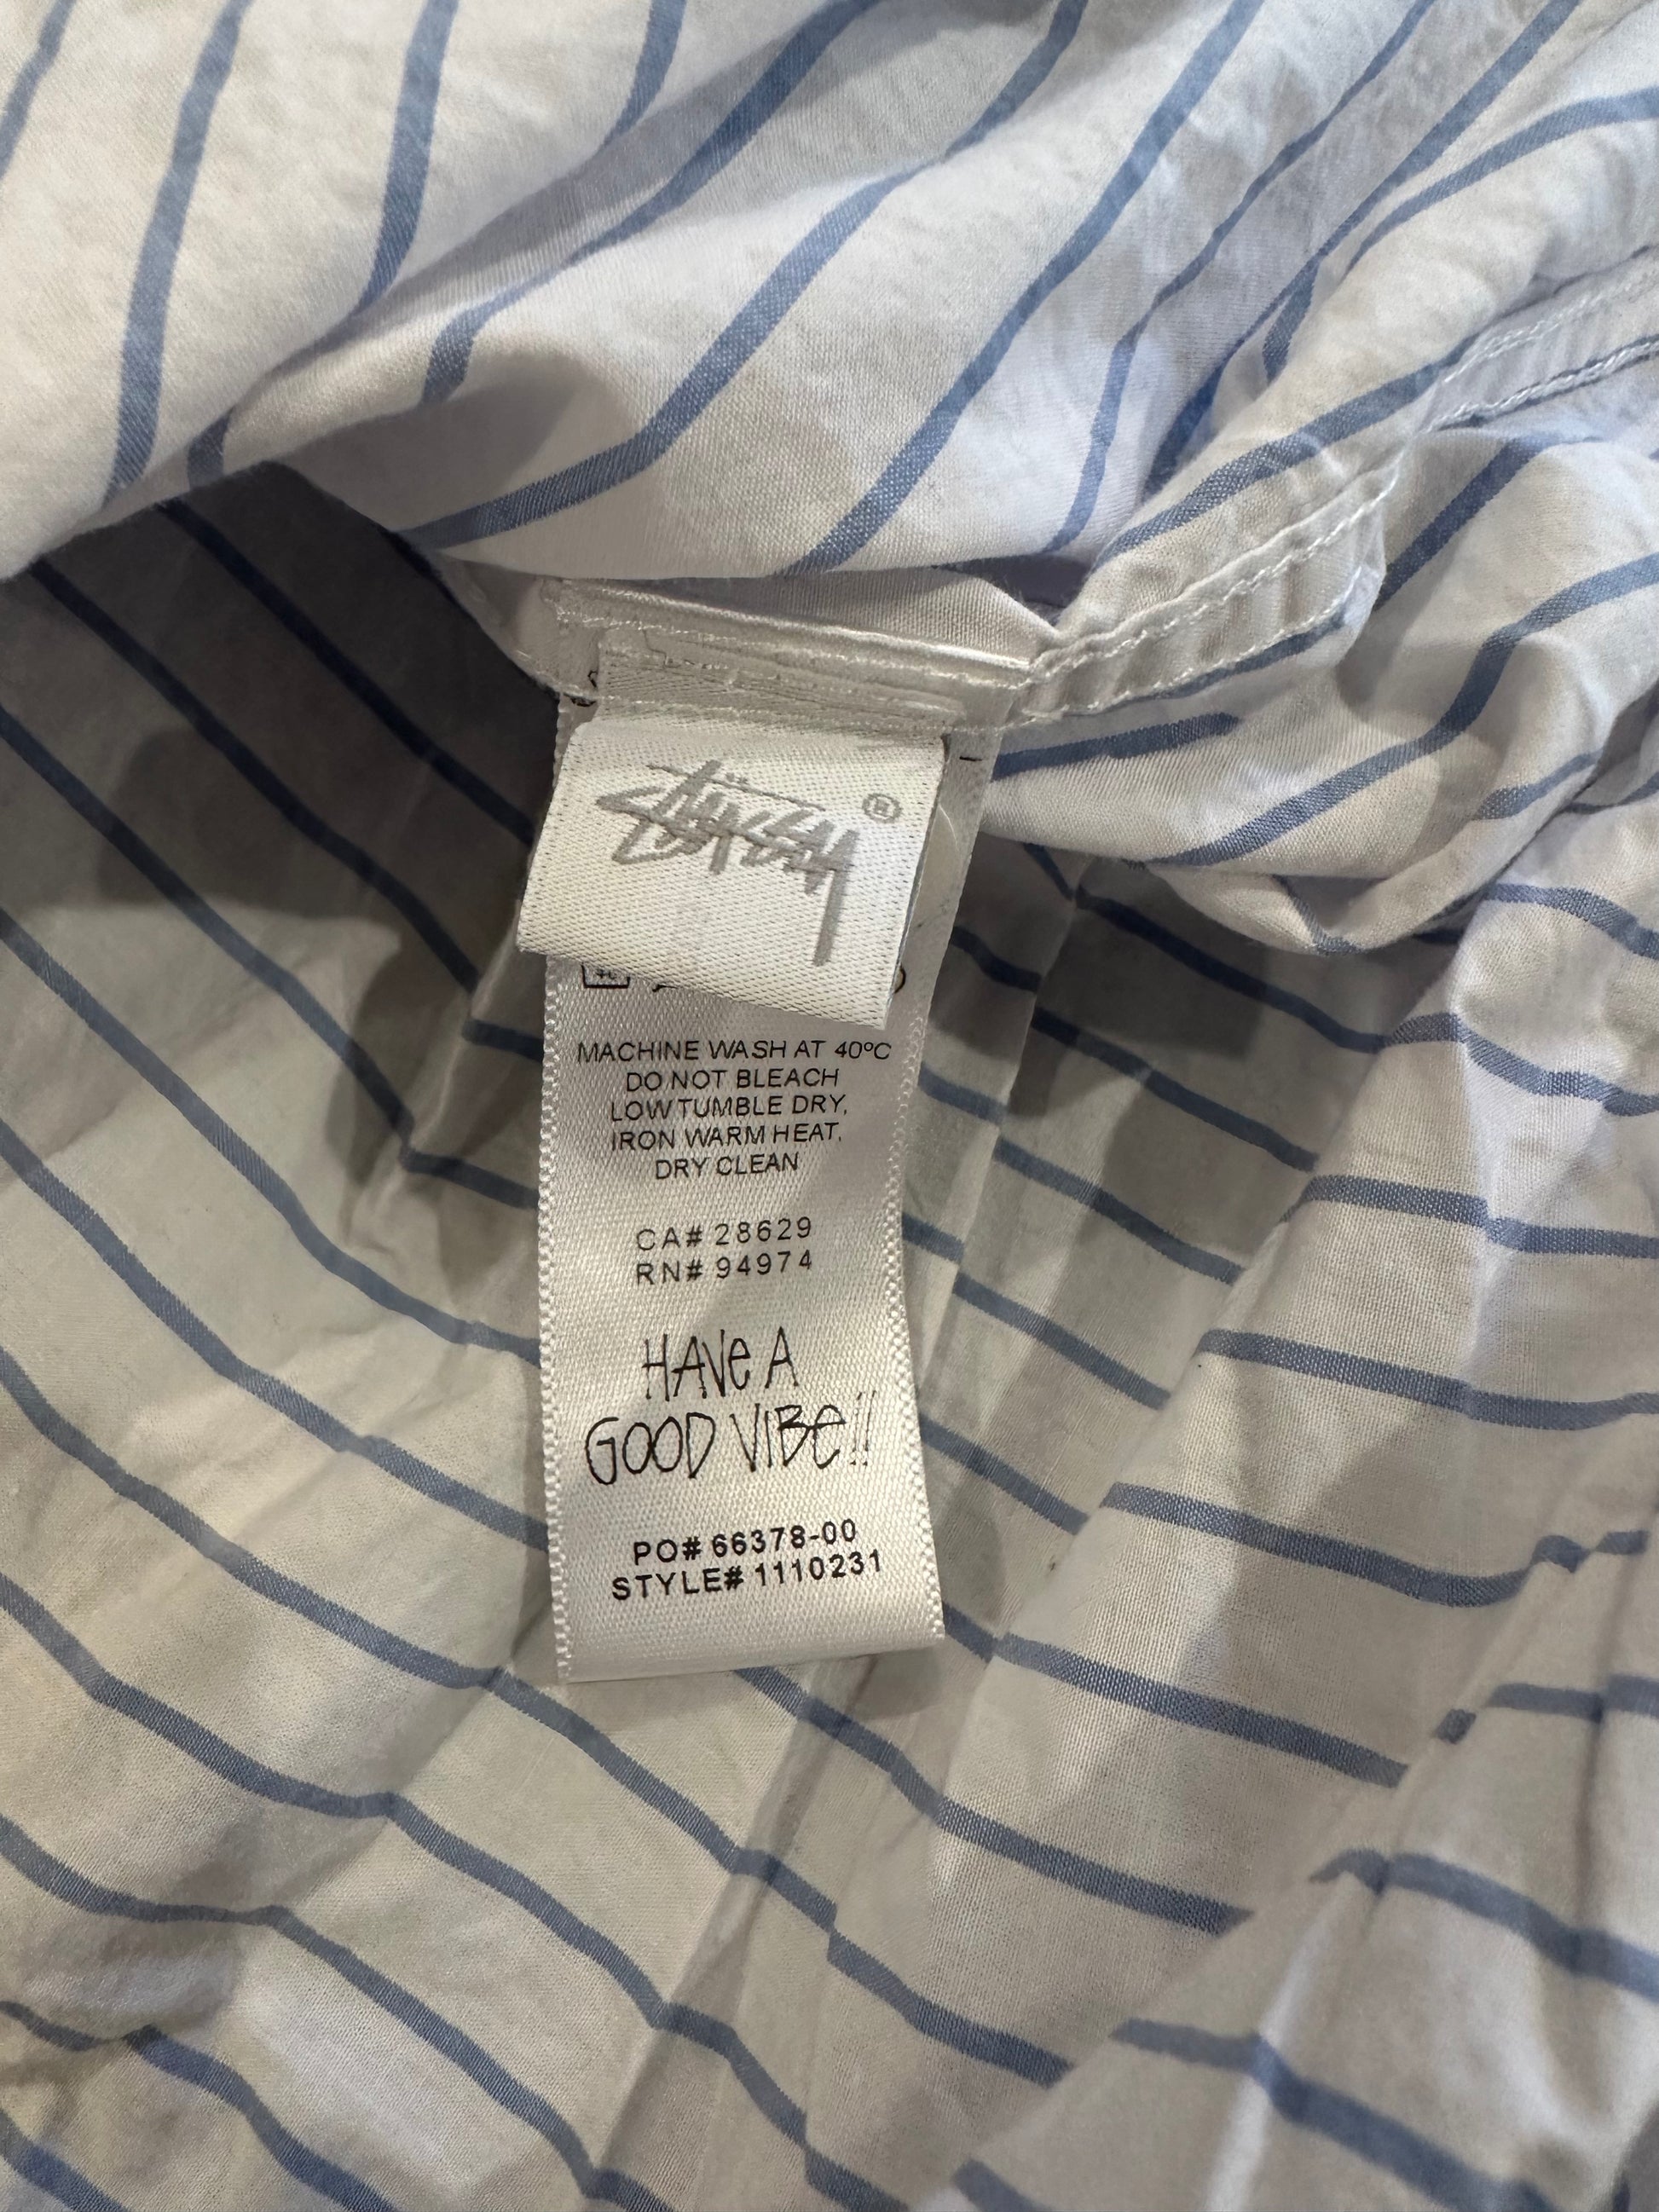 Stüssy ®
40
MACHINE WASH AT 40ºC
DO NOT BLEACH
LOW TUMBLE DRY,
IRON WARM HEAT,
DRY CLEAN
CA# 28629
RN# 94974
HAVe A
GOOD VIBe!!
PO# 66378-00
STYLE# 1110231